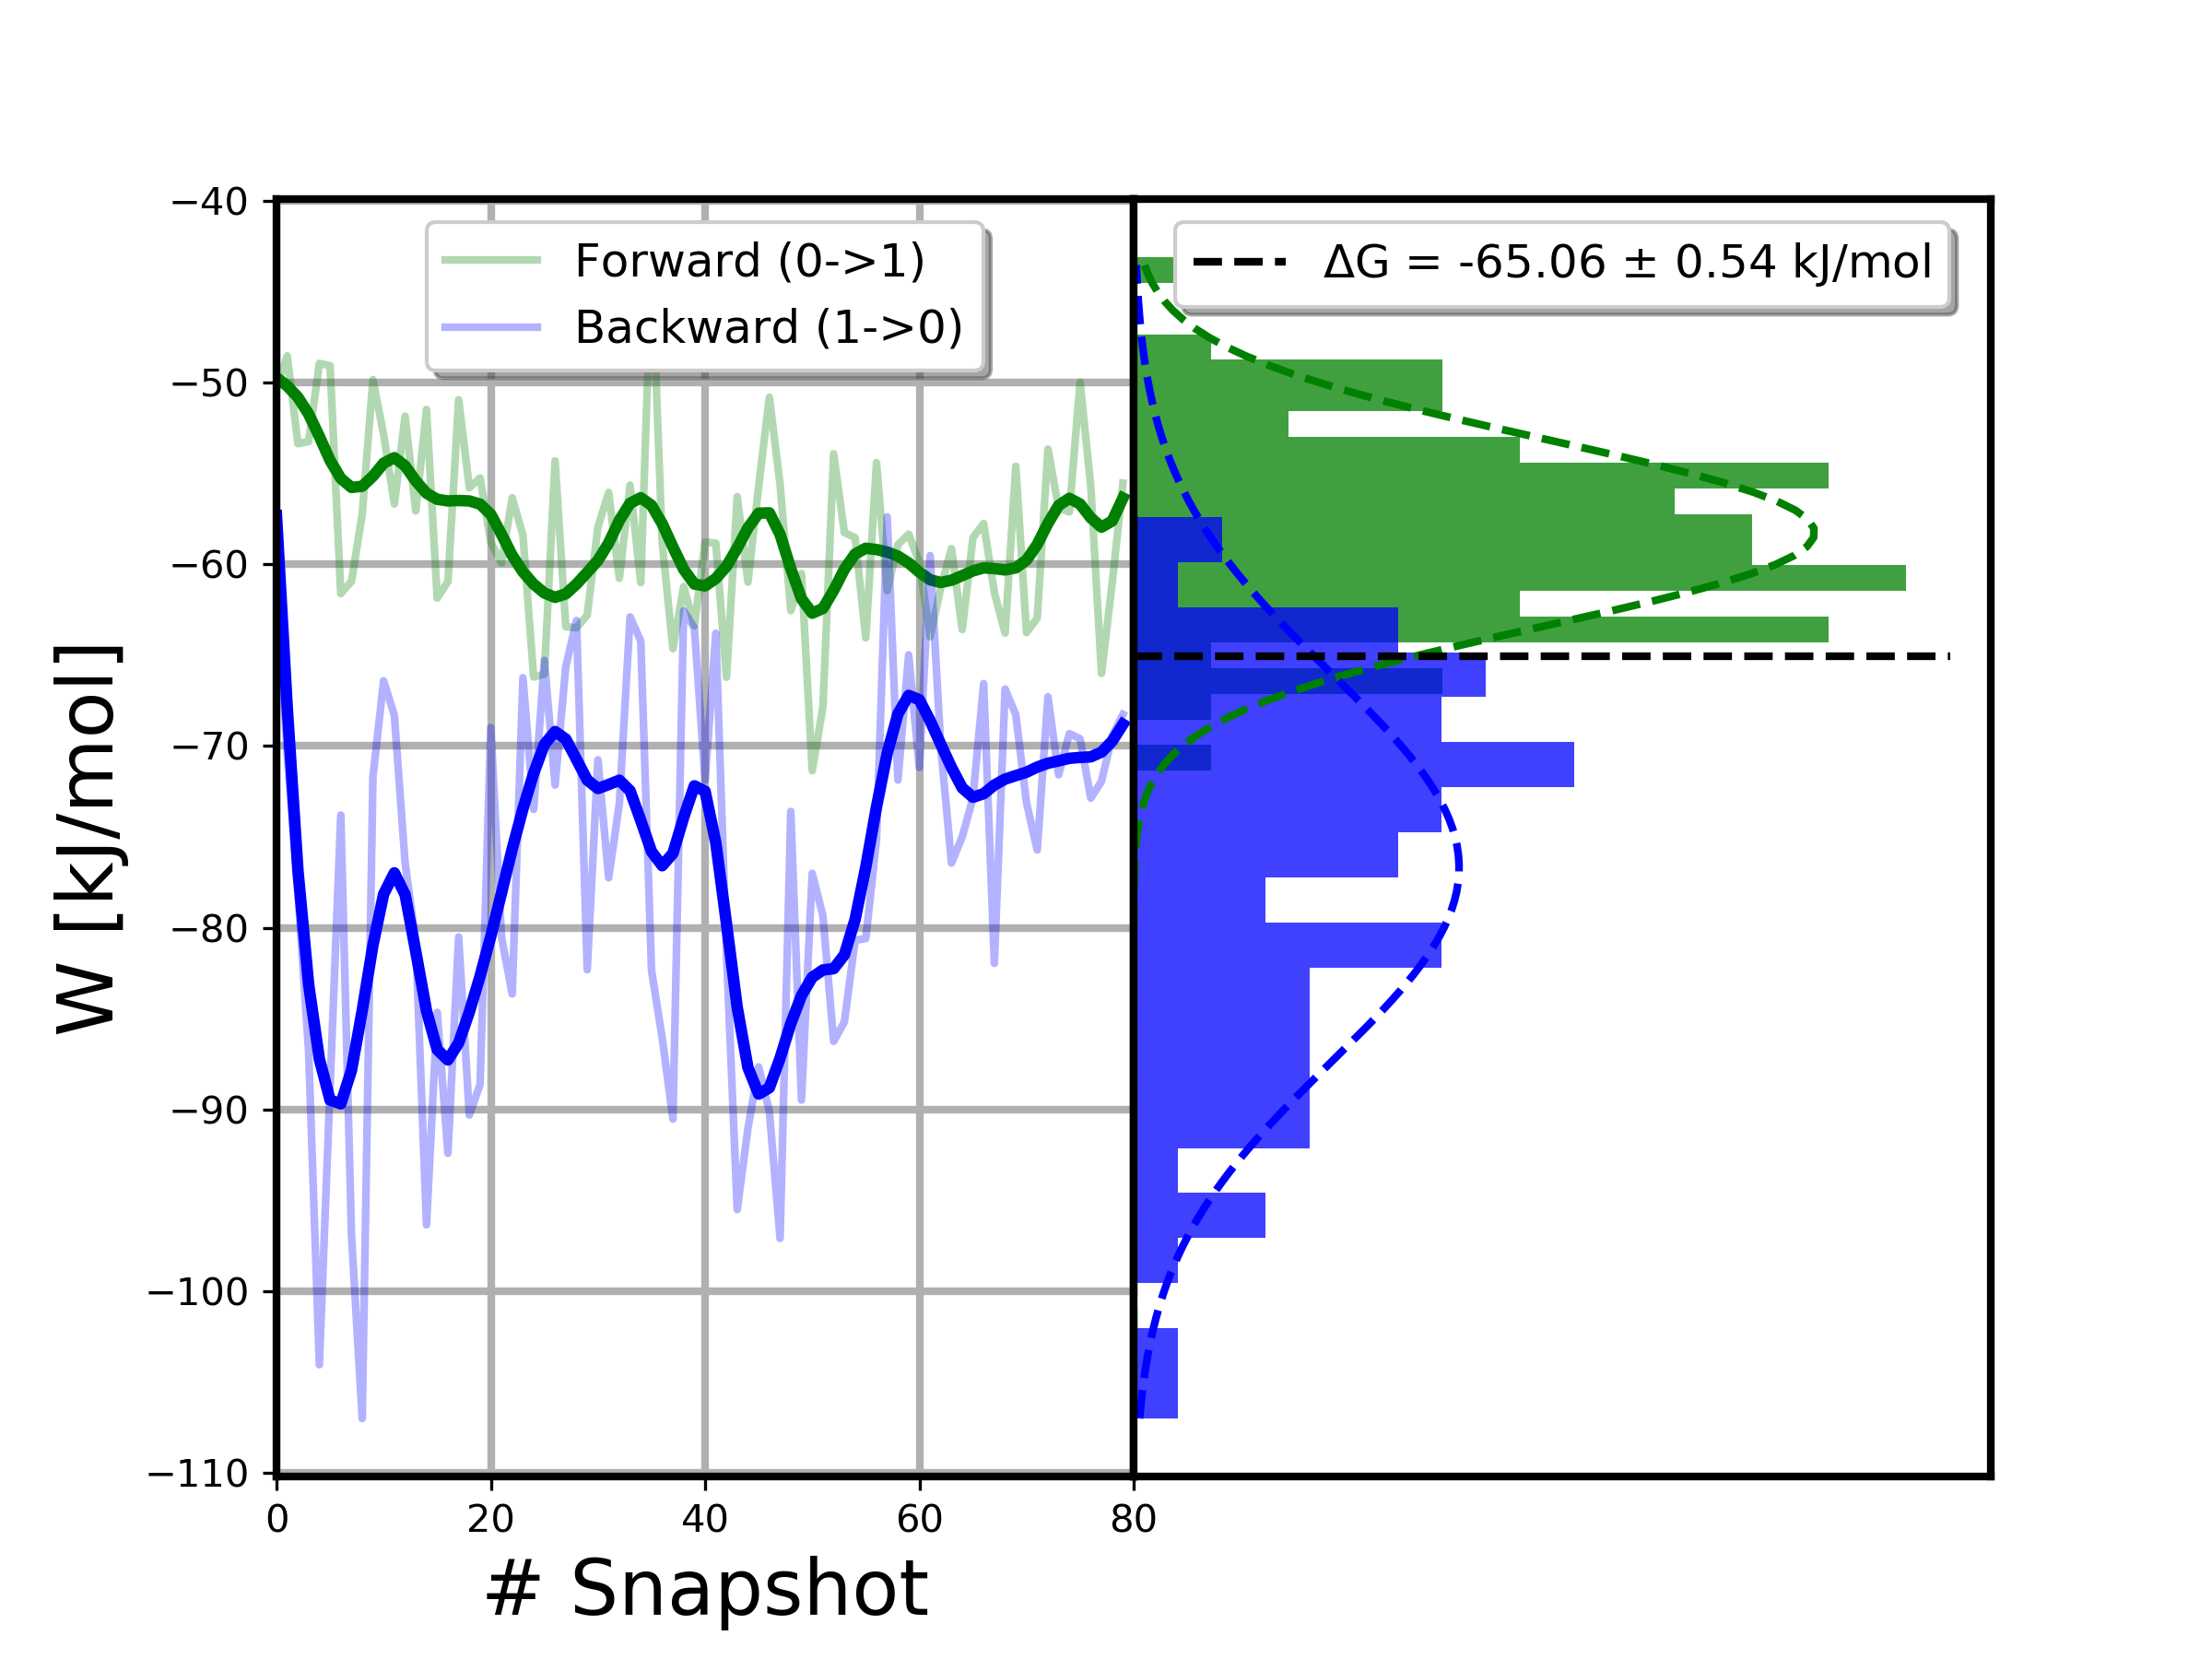 Forward (0->1)
Backward (1->0)
ΔG = -65.06 ± 0.54 kJ/mol
W [kJ/mol]
−40
−50
−60
−70
−80
−90
−100
−110
0 20 40 60 80
# Snapshot